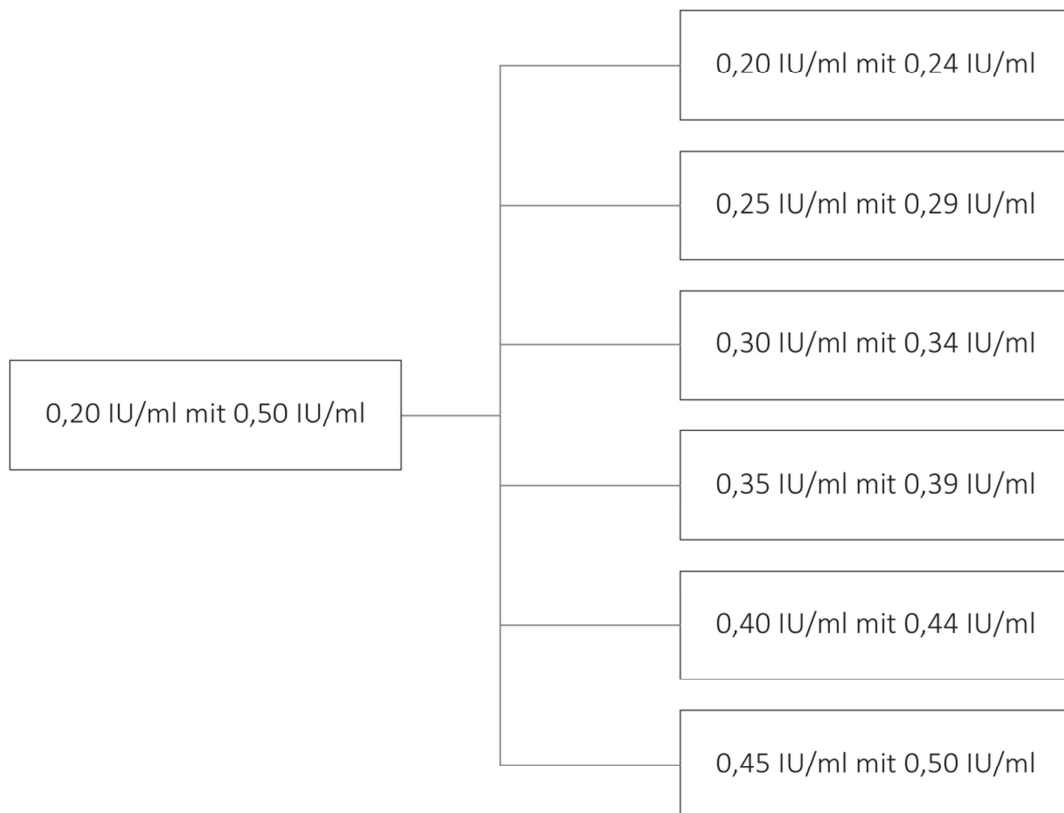 0,20 IU/ml mit 0,50 IU/ml
0,20 IU/ml mit 0,24 IU/ml
0,25 IU/ml mit 0,29 IU/ml
0,30 IU/ml mit 0,34 IU/ml
0,35 IU/ml mit 0,39 IU/ml
0,40 IU/ml mit 0,44 IU/ml
0,45 IU/ml mit 0,50 IU/ml